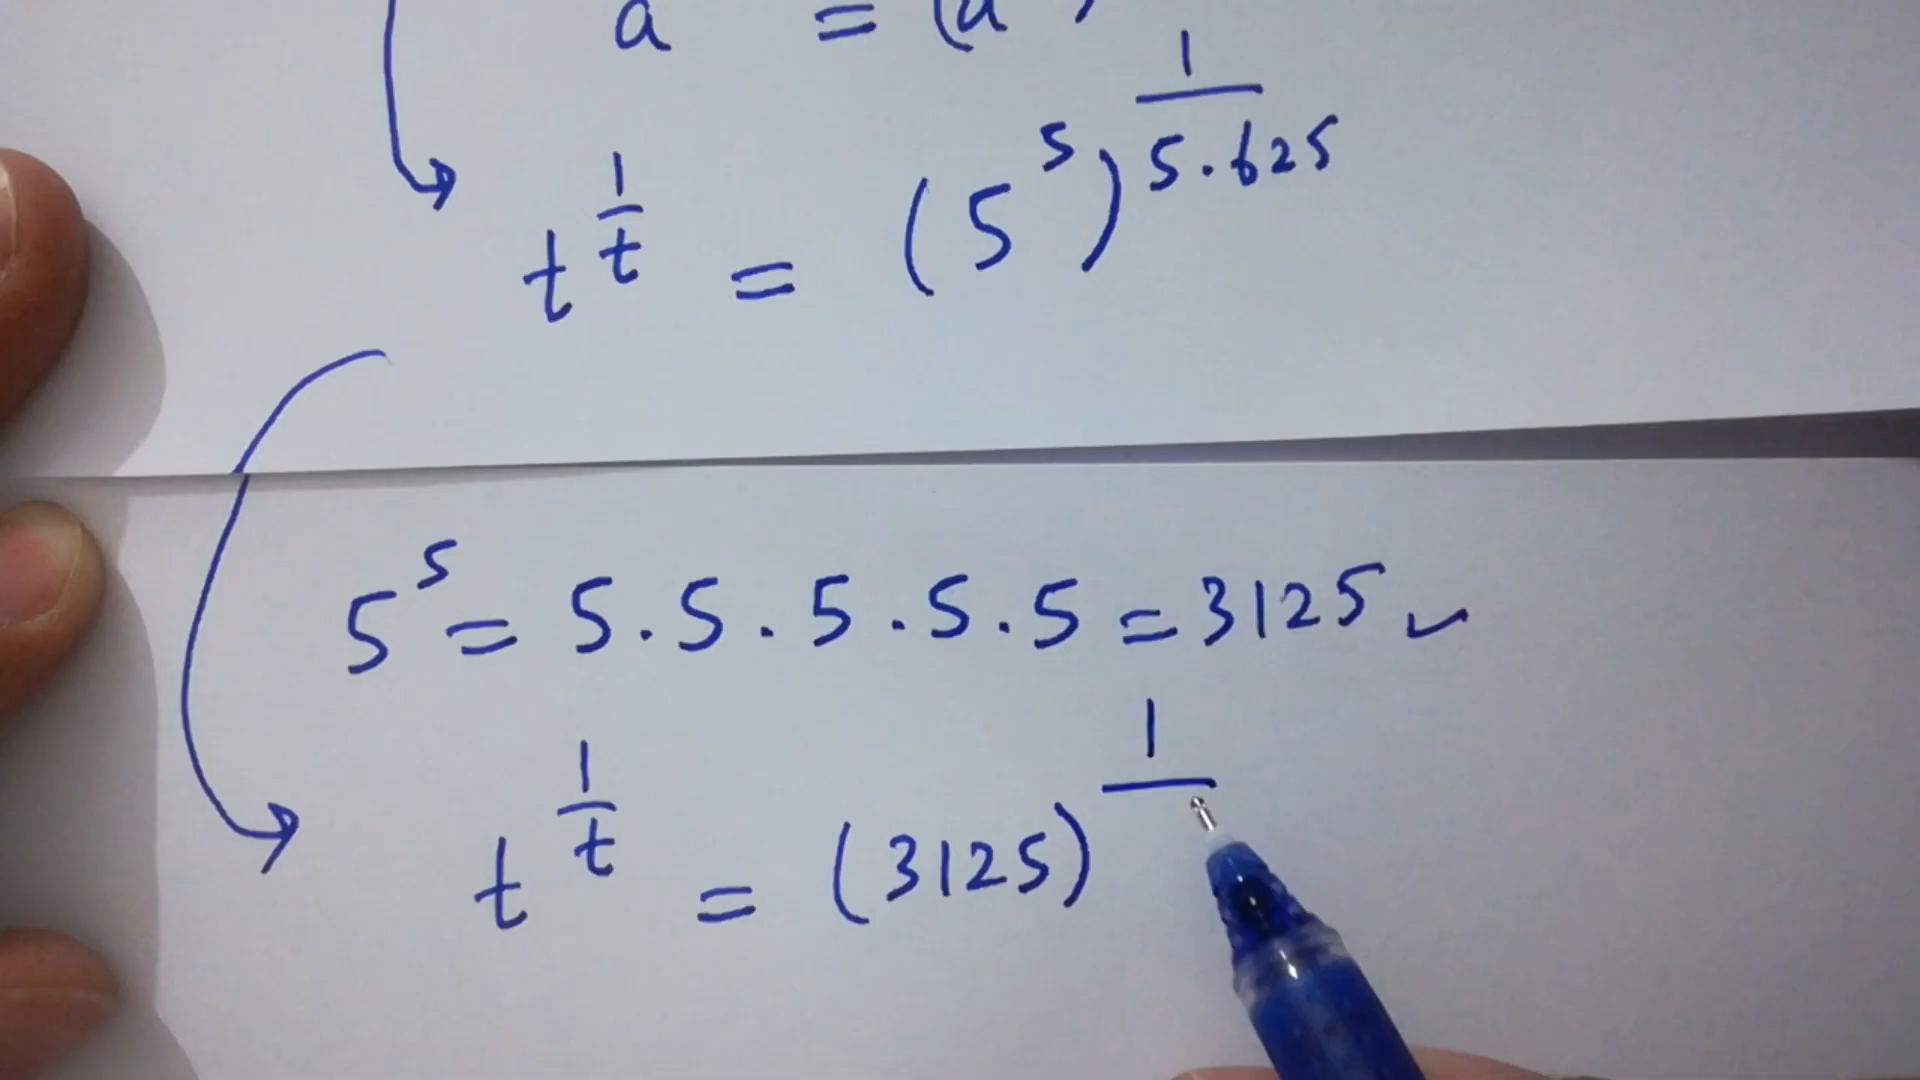 a = (a )
t^(1/t) = (5^5)^(1/5.625)
5^5 = 5.5.5.5.5 = 3125 ✓
t^(1/t) = (3125)^(1/